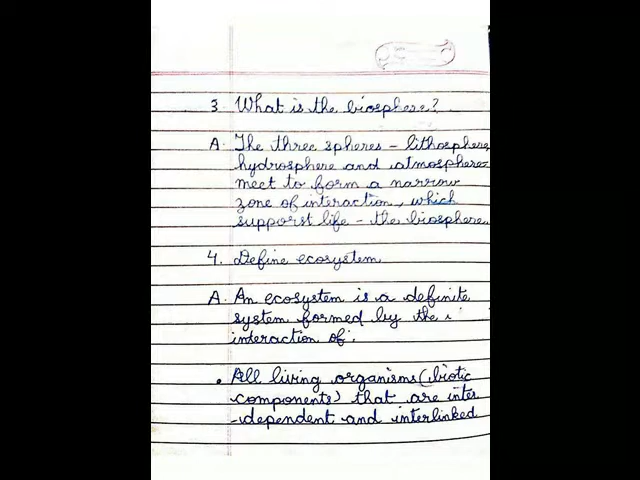 3. What is the biosphere?
A. The three spheres - lithosphere,
hydrosphere and atmosphere-
meet to form a narrow
zone of interaction, which
supporst life - the biosphere.
4. Define ecosystem
A. An ecosystem is a definite
system formed by the
interaction of:
• All living organisms (biotic
components) that are inter
-dependent and interlinked